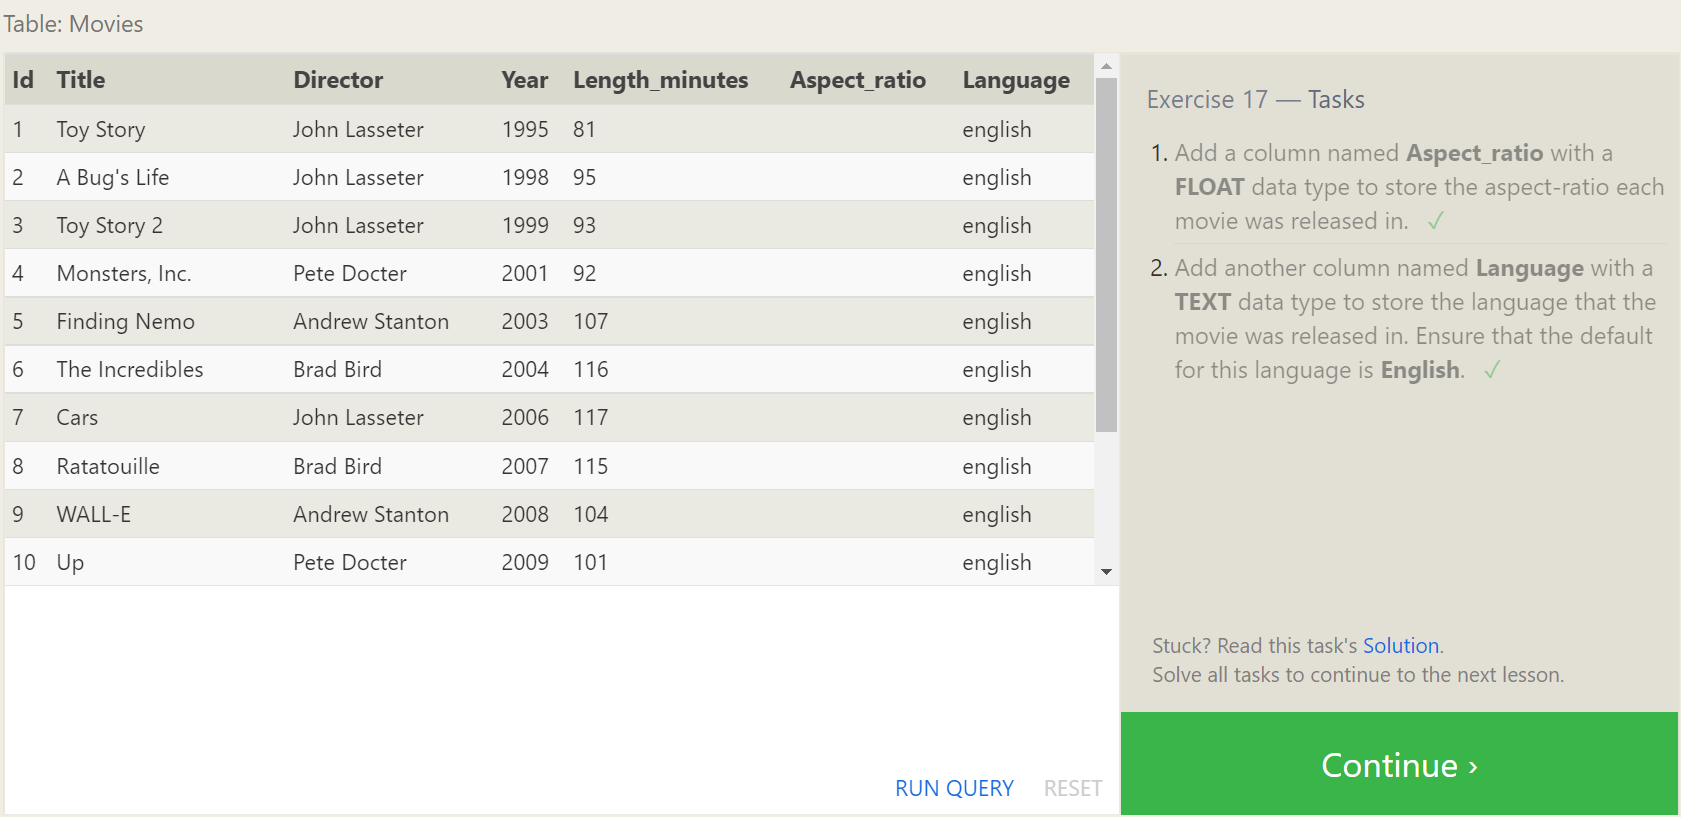 Table: Movies
Id Title Director Year Length_minutes Aspect_ratio Language
1 Toy Story John Lasseter 1995 81 english
2 A Bug's Life John Lasseter 1998 95 english
3 Toy Story 2 John Lasseter 1999 93 english
4 Monsters, Inc. Pete Docter 2001 92 english
5 Finding Nemo Andrew Stanton 2003 107 english
6 The Incredibles Brad Bird 2004 116 english
7 Cars John Lasseter 2006 117 english
8 Ratatouille Brad Bird 2007 115 english
9 WALL-E Andrew Stanton 2008 104 english
10 Up Pete Docter 2009 101 english
RUN QUERY RESET
Exercise 17 — Tasks
1. Add a column named Aspect_ratio with a
FLOAT data type to store the aspect-ratio each
movie was released in. ✓
2. Add another column named Language with a
TEXT data type to store the language that the
movie was released in. Ensure that the default
for this language is English. ✓
Stuck? Read this task's Solution.
Solve all tasks to continue to the next lesson.
Continue ›